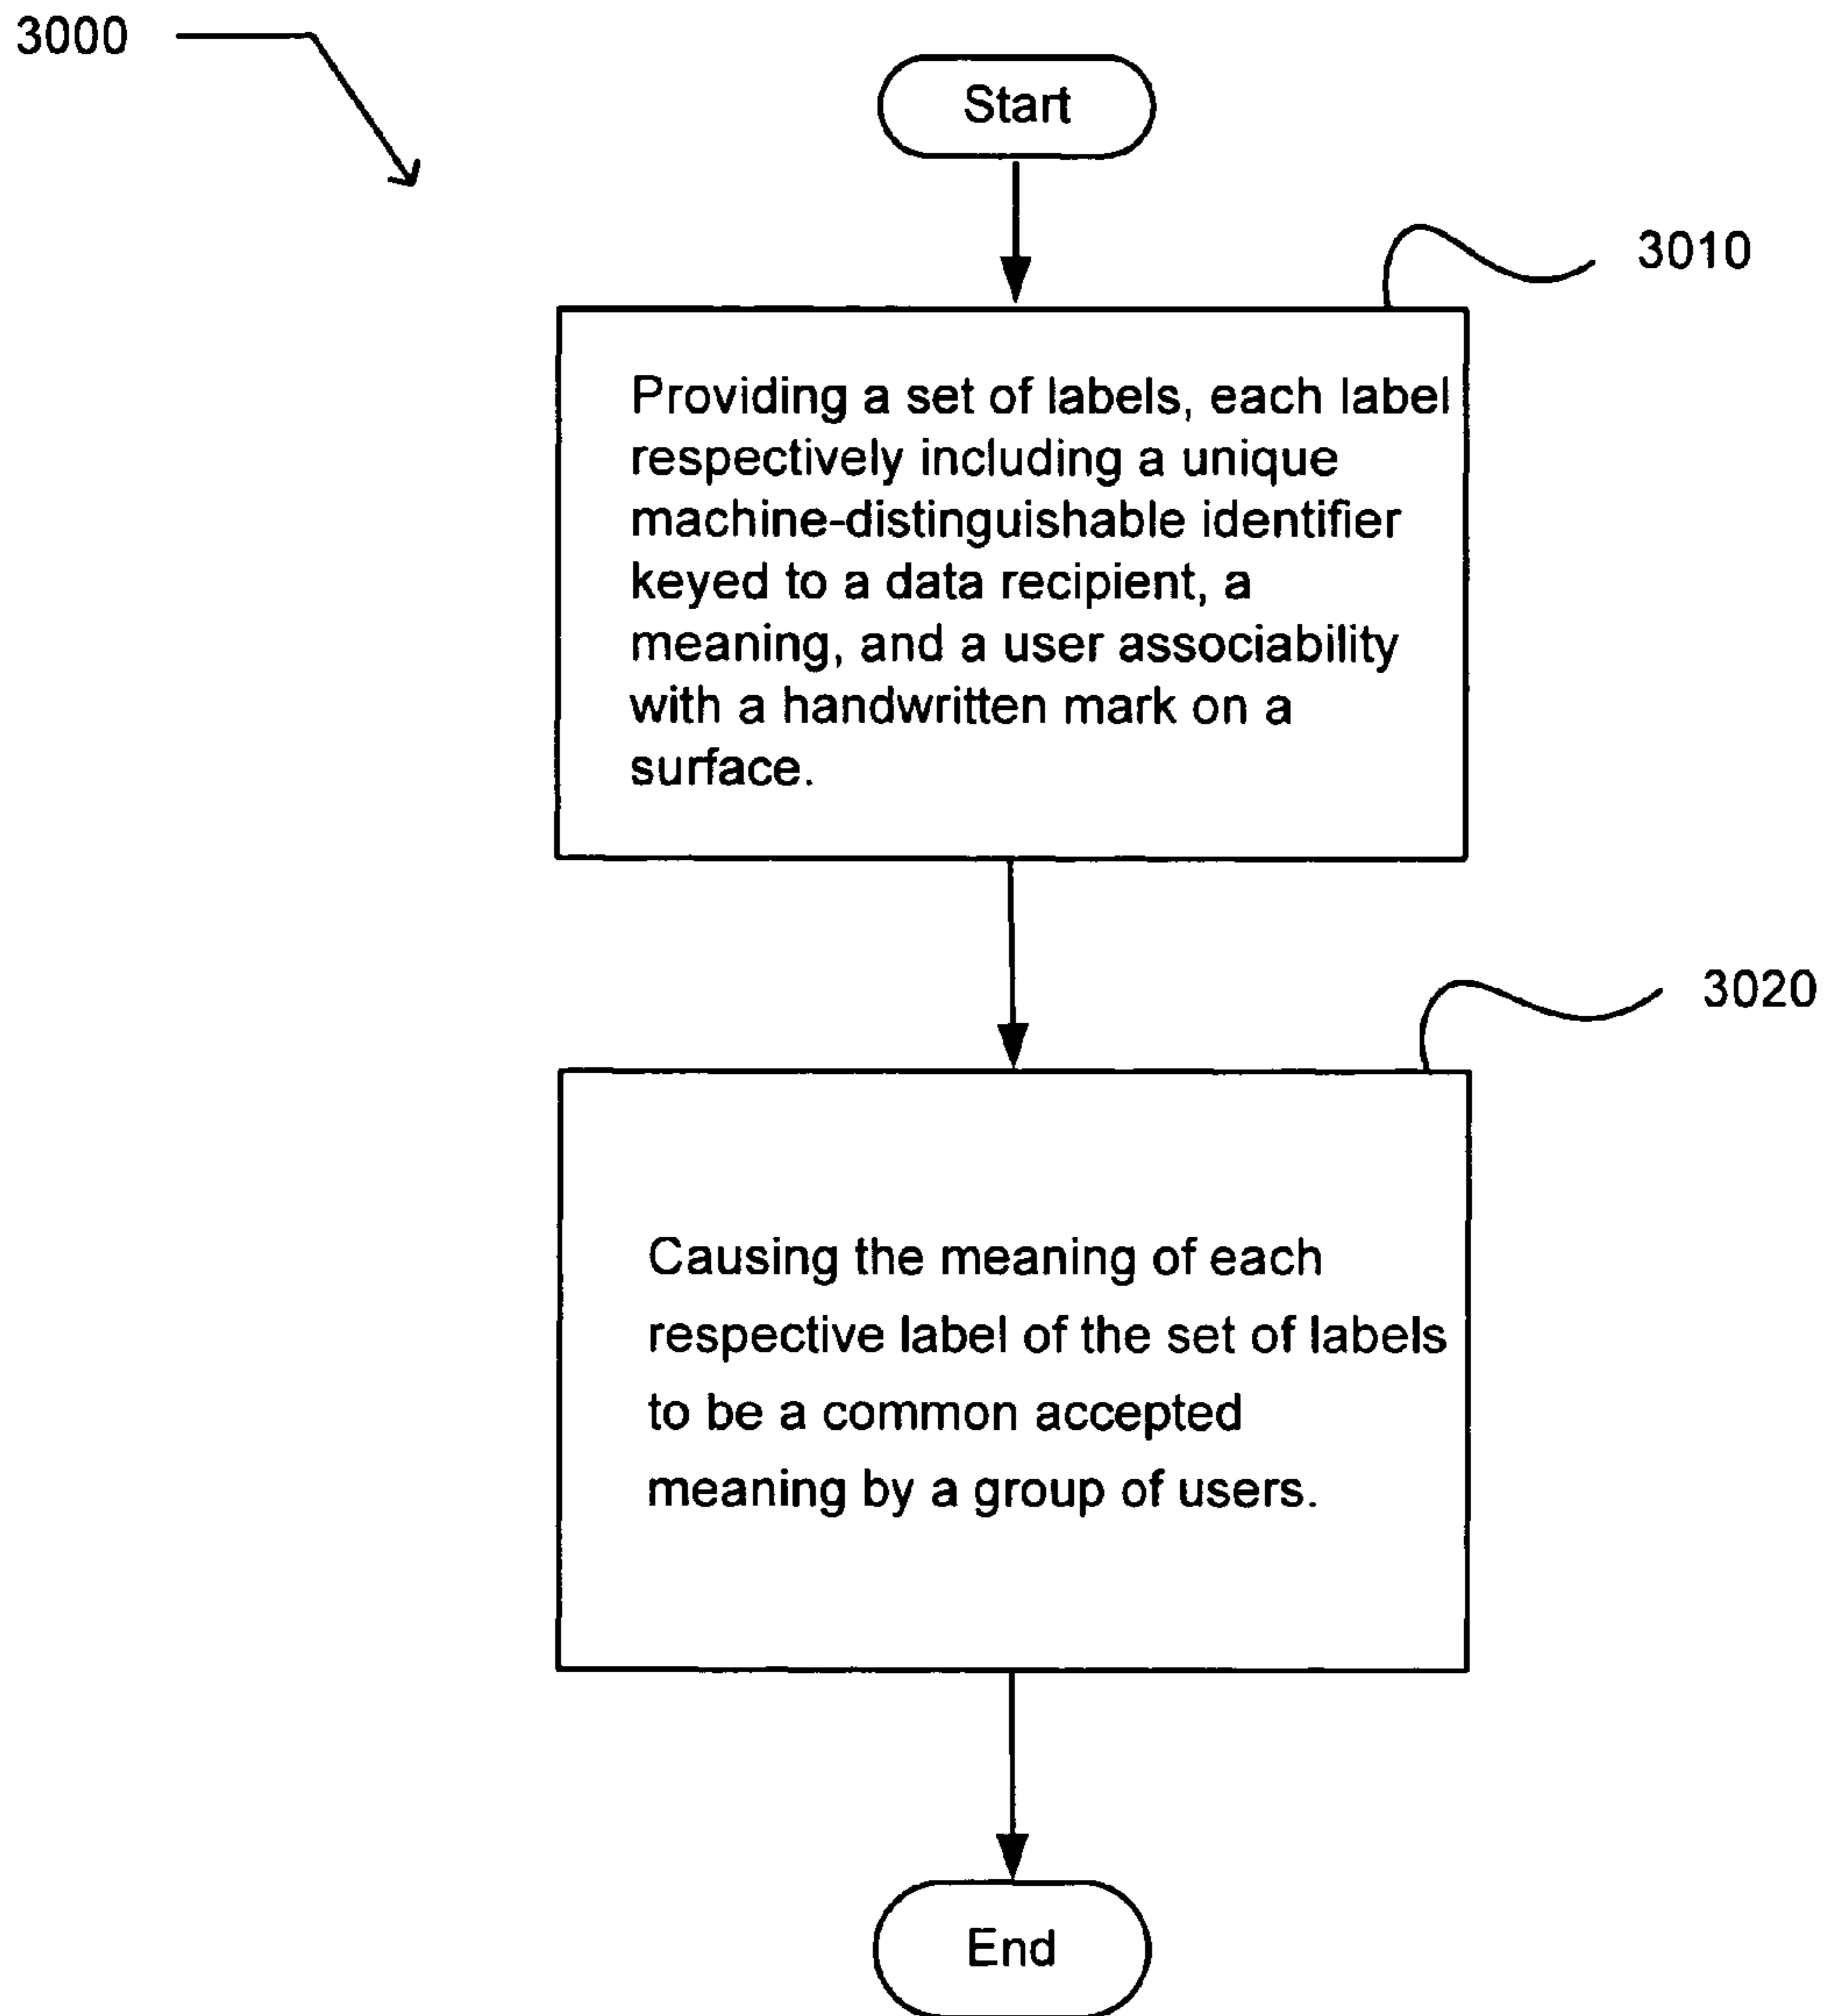 3000
Start
3010
Providing a set of labels, each label
respectively including a unique
machine-distinguishable identifier
keyed to a data recipient, a
meaning, and a user associability
with a handwritten mark on a
surface.
3020
Causing the meaning of each
respective label of the set of labels
to be a common accepted
meaning by a group of users.
End